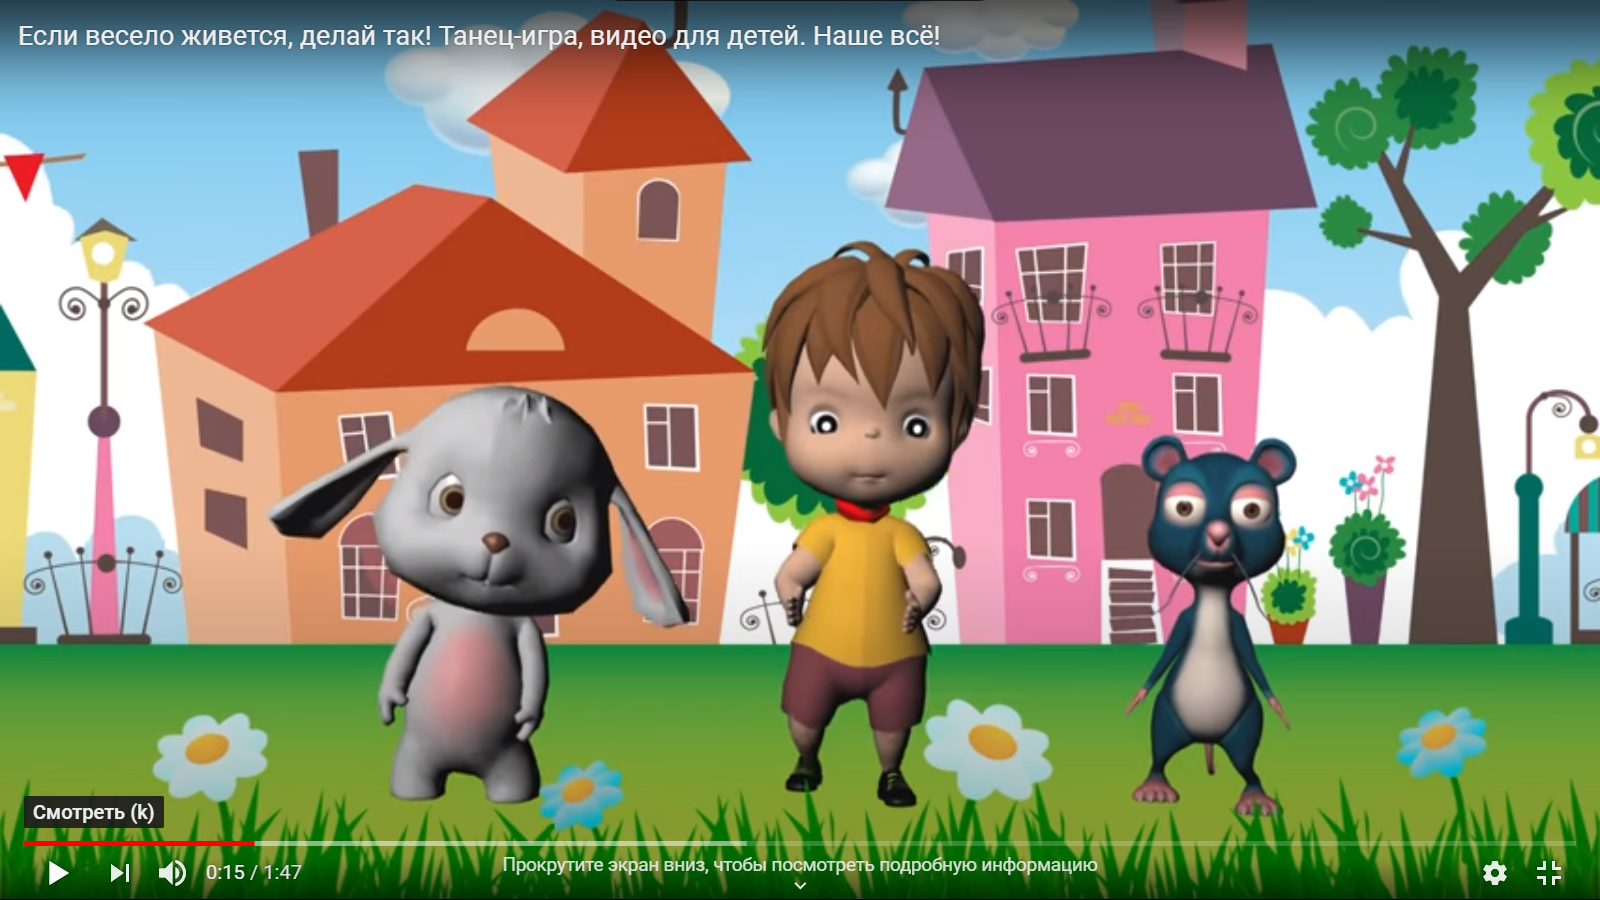 Если весело живется, делай так! Танец-игра, видео для детей. Наше всё!
Смотреть (k)
0:15 / 1:47
Прокрутите экран вниз, чтобы посмотреть подробную информацию